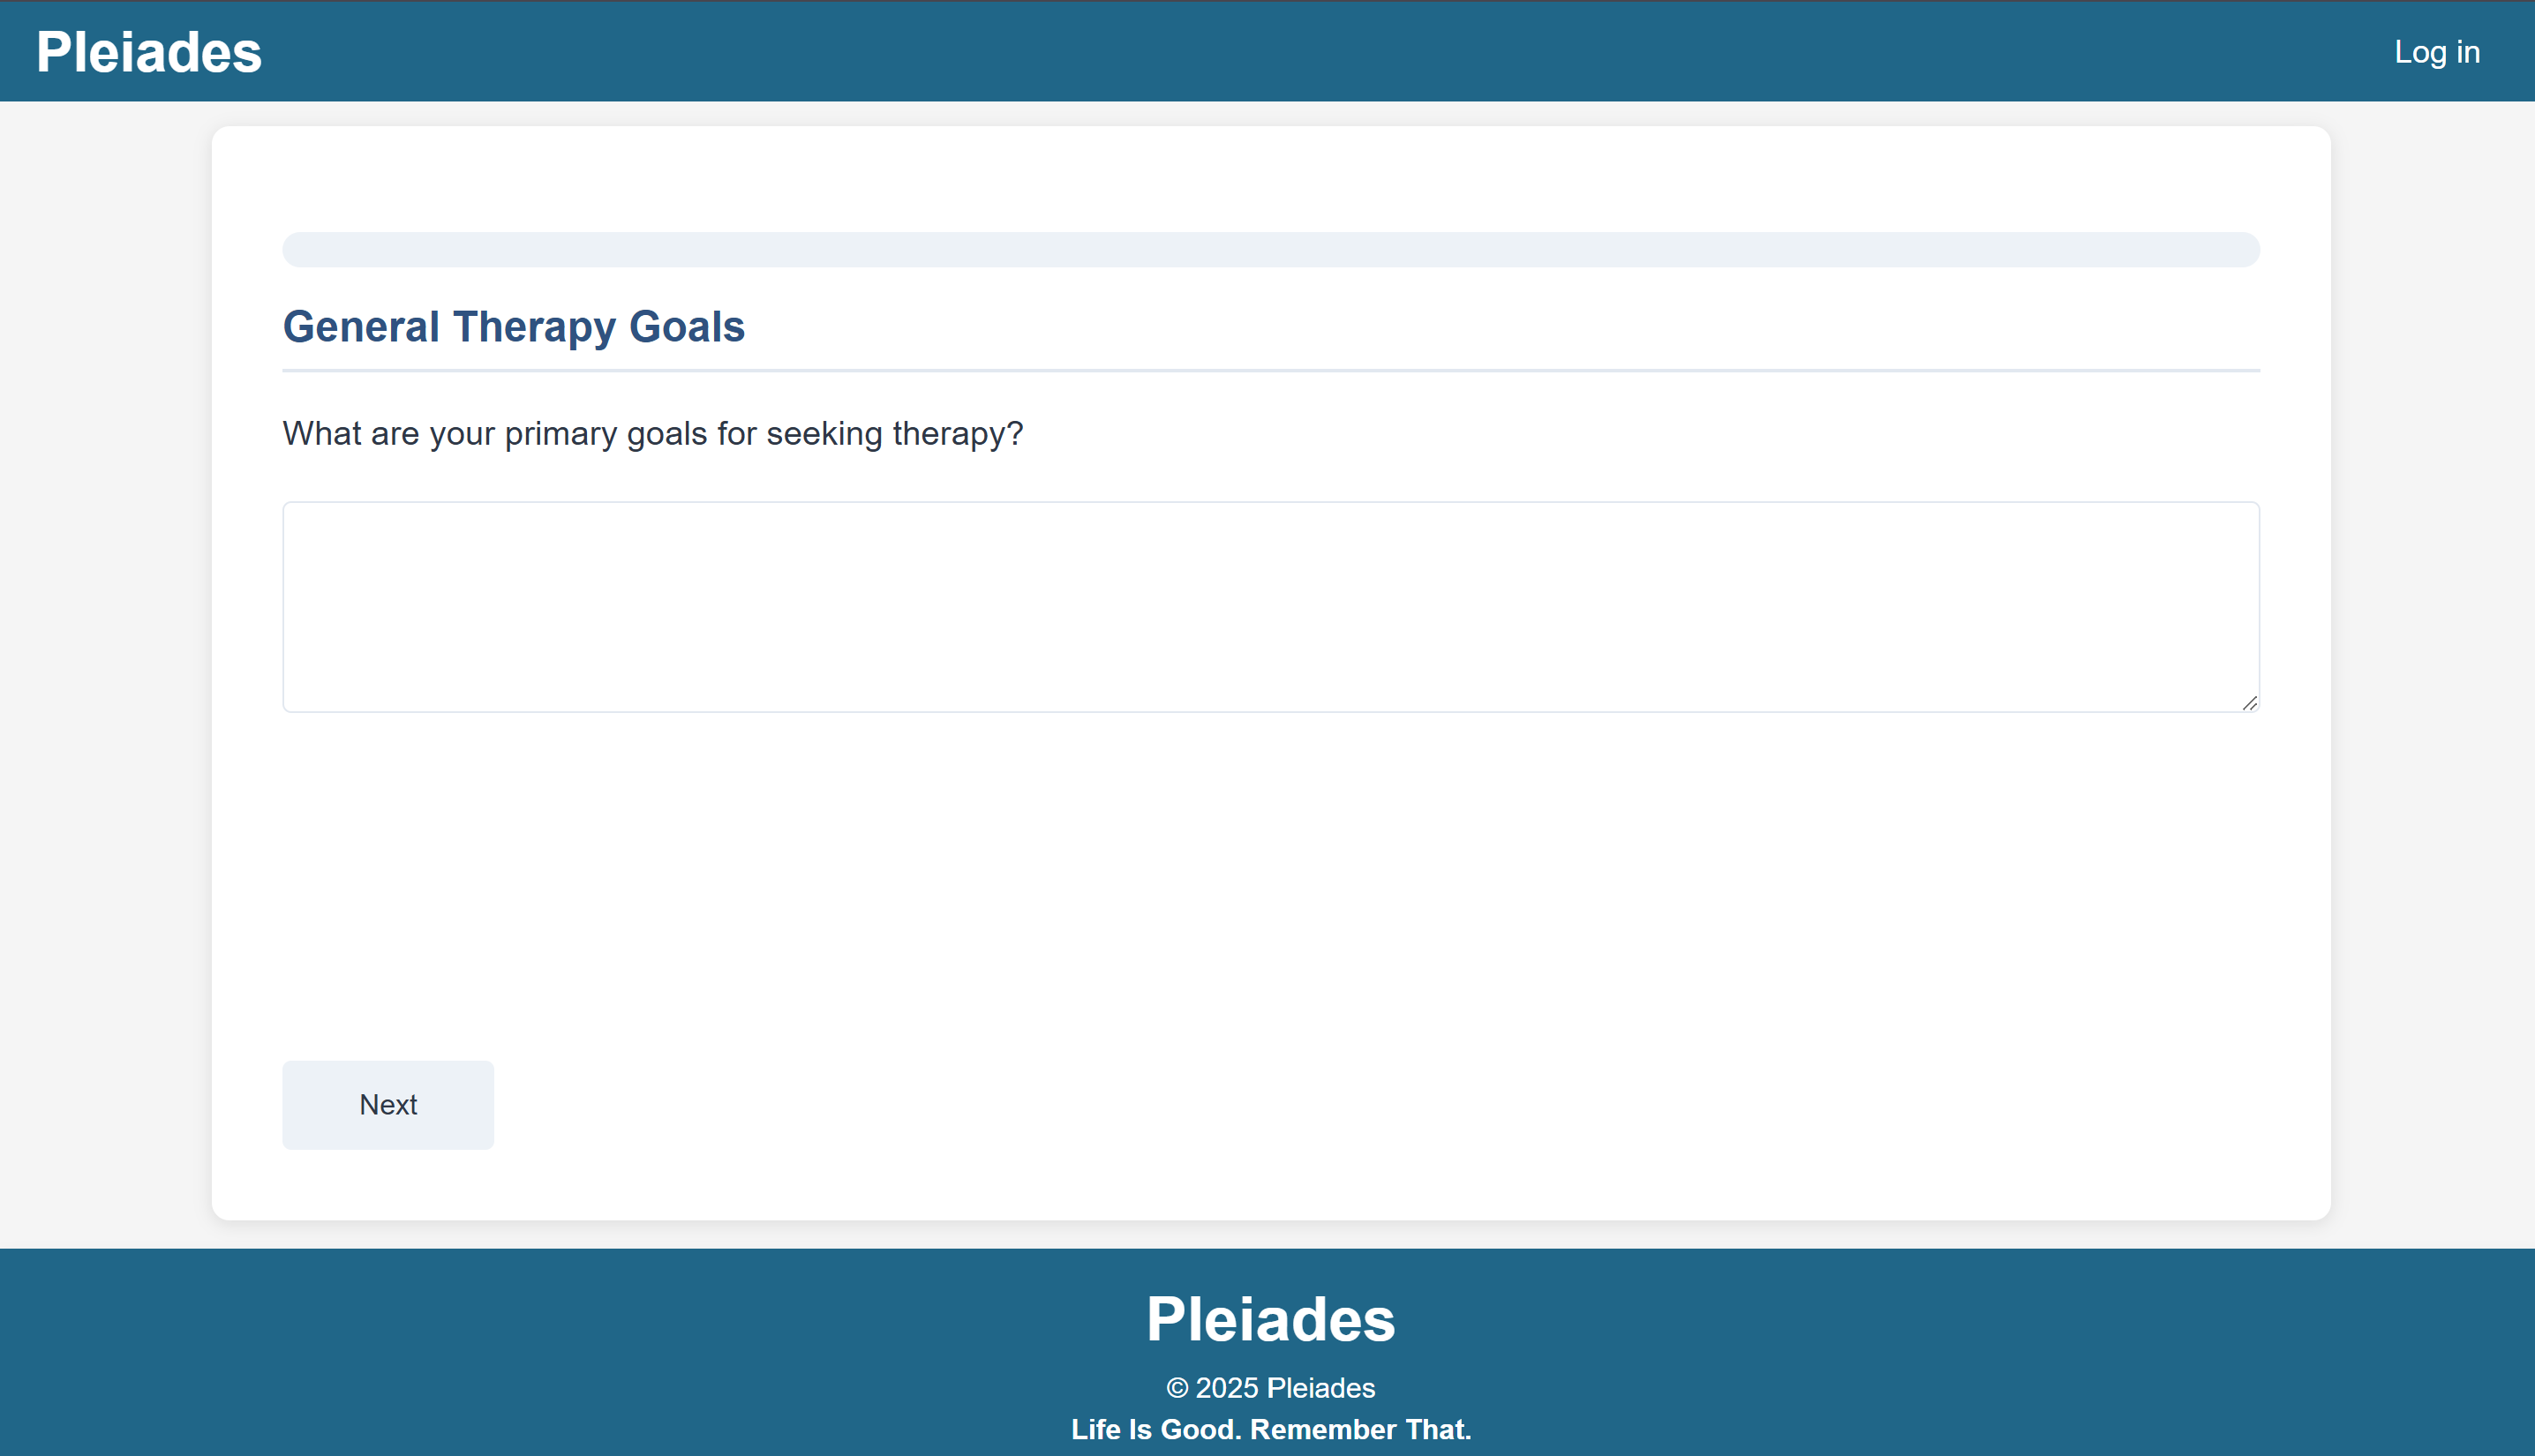 Pleiades
Log in
General Therapy Goals
What are your primary goals for seeking therapy?
Next
Pleiades
© 2025 Pleiades
Life Is Good. Remember That.